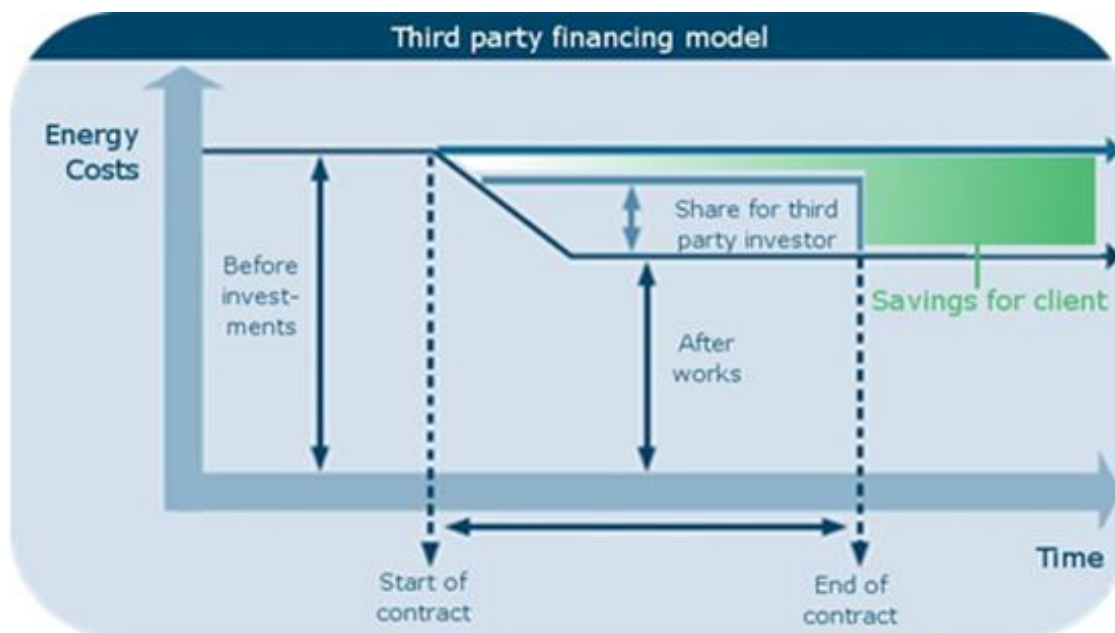 Third party financing model
Energy
Costs
Before
invest-
ments
Share for third
party investor
After
works
Savings for client
Time
Start of
contract
End of
contract